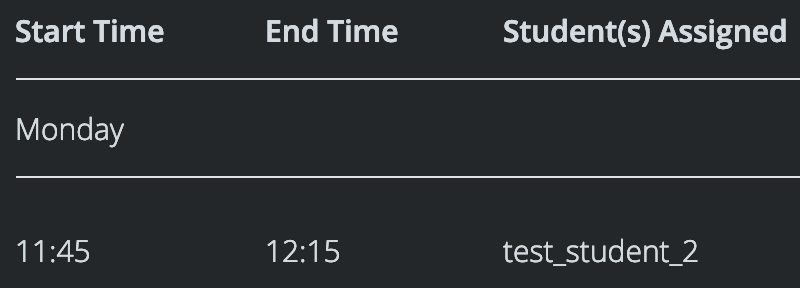 Start Time End Time Student(s) Assigned
Monday
11:45 12:15 test_student_2